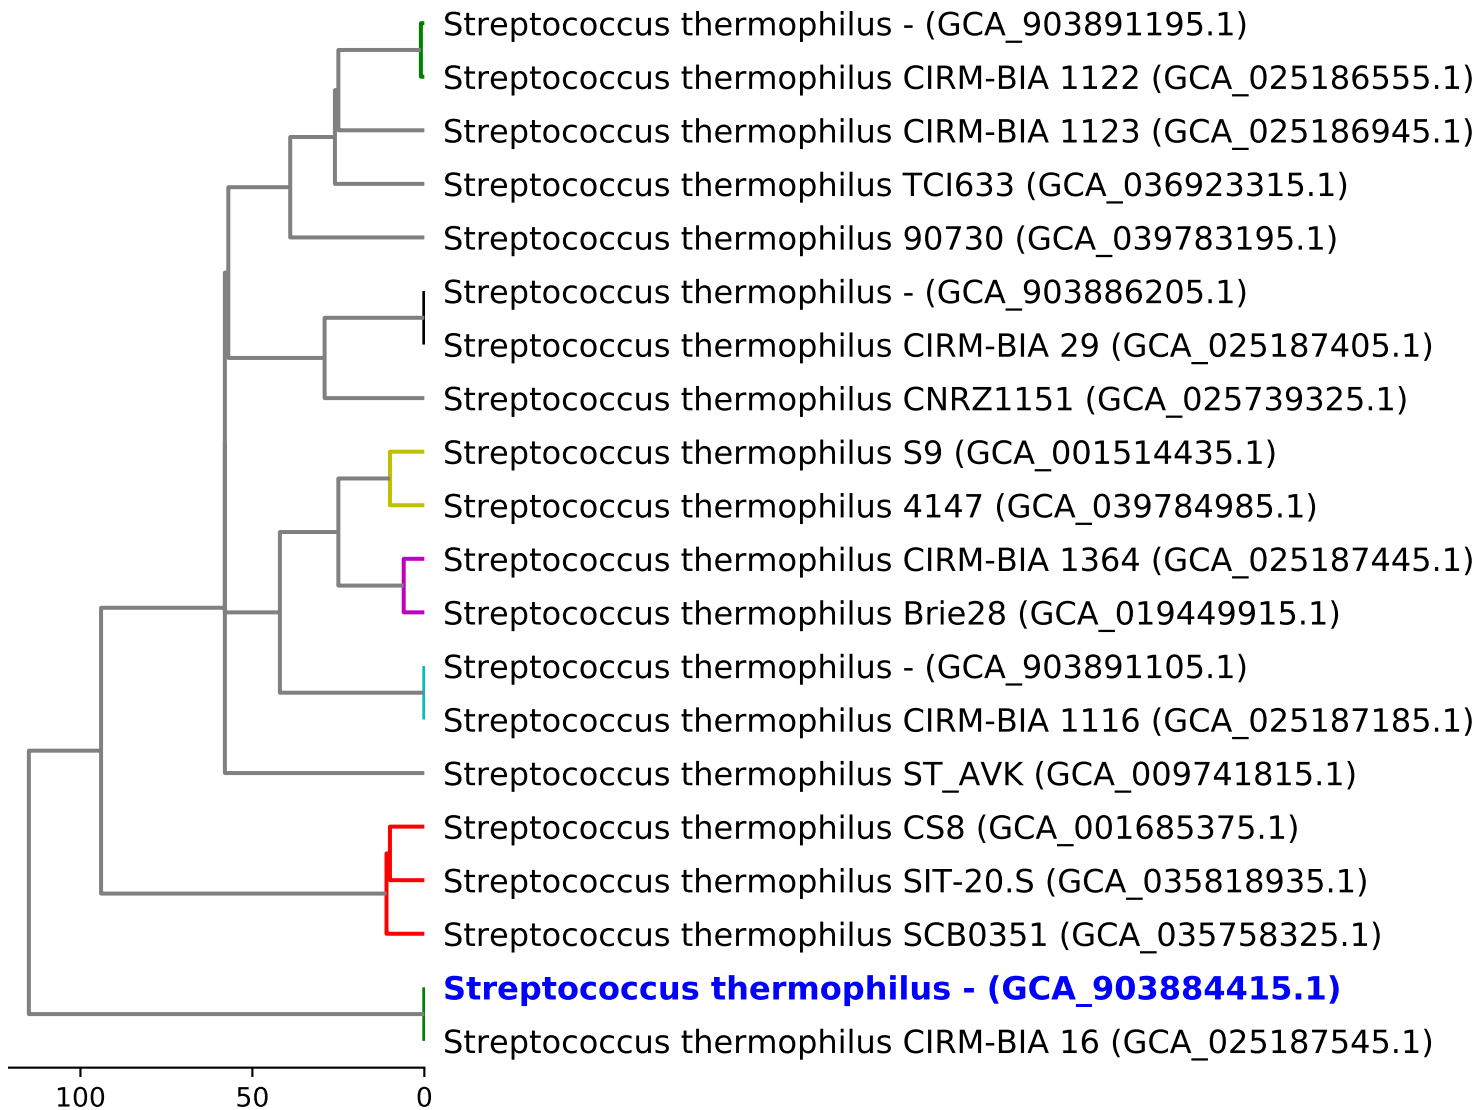 Streptococcus thermophilus - (GCA_903891195.1)
Streptococcus thermophilus CIRM-BIA 1122 (GCA_025186555.1)
Streptococcus thermophilus CIRM-BIA 1123 (GCA_025186945.1)
Streptococcus thermophilus TCI633 (GCA_036923315.1)
Streptococcus thermophilus 90730 (GCA_039783195.1)
Streptococcus thermophilus - (GCA_903886205.1)
Streptococcus thermophilus CIRM-BIA 29 (GCA_025187405.1)
Streptococcus thermophilus CNRZ1151 (GCA_025739325.1)
Streptococcus thermophilus S9 (GCA_001514435.1)
Streptococcus thermophilus 4147 (GCA_039784985.1)
Streptococcus thermophilus CIRM-BIA 1364 (GCA_025187445.1)
Streptococcus thermophilus Brie28 (GCA_019449915.1)
Streptococcus thermophilus - (GCA_903891105.1)
Streptococcus thermophilus CIRM-BIA 1116 (GCA_025187185.1)
Streptococcus thermophilus ST_AVK (GCA_009741815.1)
Streptococcus thermophilus CS8 (GCA_001685375.1)
Streptococcus thermophilus SIT-20.S (GCA_035818935.1)
Streptococcus thermophilus SCB0351 (GCA_035758325.1)
Streptococcus thermophilus - (GCA_903884415.1)
Streptococcus thermophilus CIRM-BIA 16 (GCA_025187545.1)
100 50 0